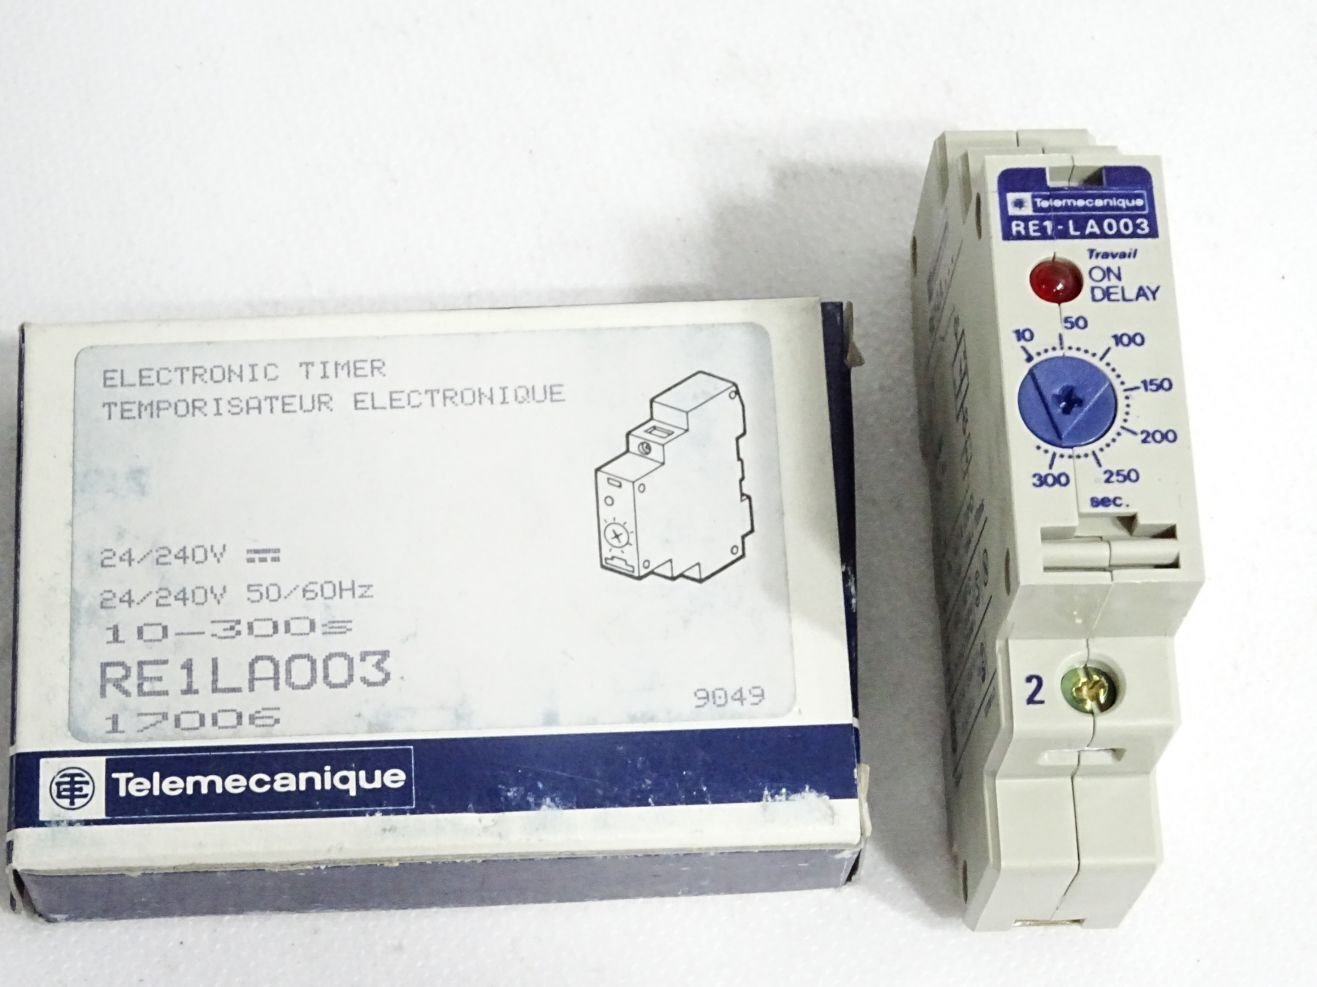 ELECTRONIC TIMER
TEMPORISATEUR ELECTRONIQUE
24/240V
24/240V 50/60Hz
10-300s
RE1LA003
17006
9049
Telemecanique
Telemecanique
RE1-LA003
Travail
ON
DELAY
10
50
100
150
200
250
300
sec.
2